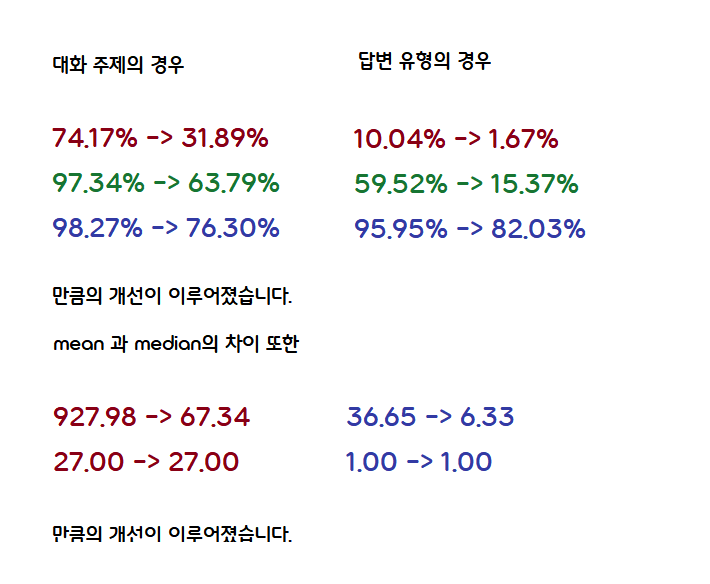 대화 주제의 경우
74.17% -> 31.89%
97.34% -> 63.79%
98.27% -> 76.30%
답변 유형의 경우
10.04% -> 1.67%
59.52% -> 15.37%
95.95% -> 82.03%
만큼의 개선이 이루어졌습니다.
mean 과 median의 차이 또한
927.98 -> 67.34
27.00 -> 27.00
36.65 -> 6.33
1.00 -> 1.00
만큼의 개선이 이루어졌습니다.